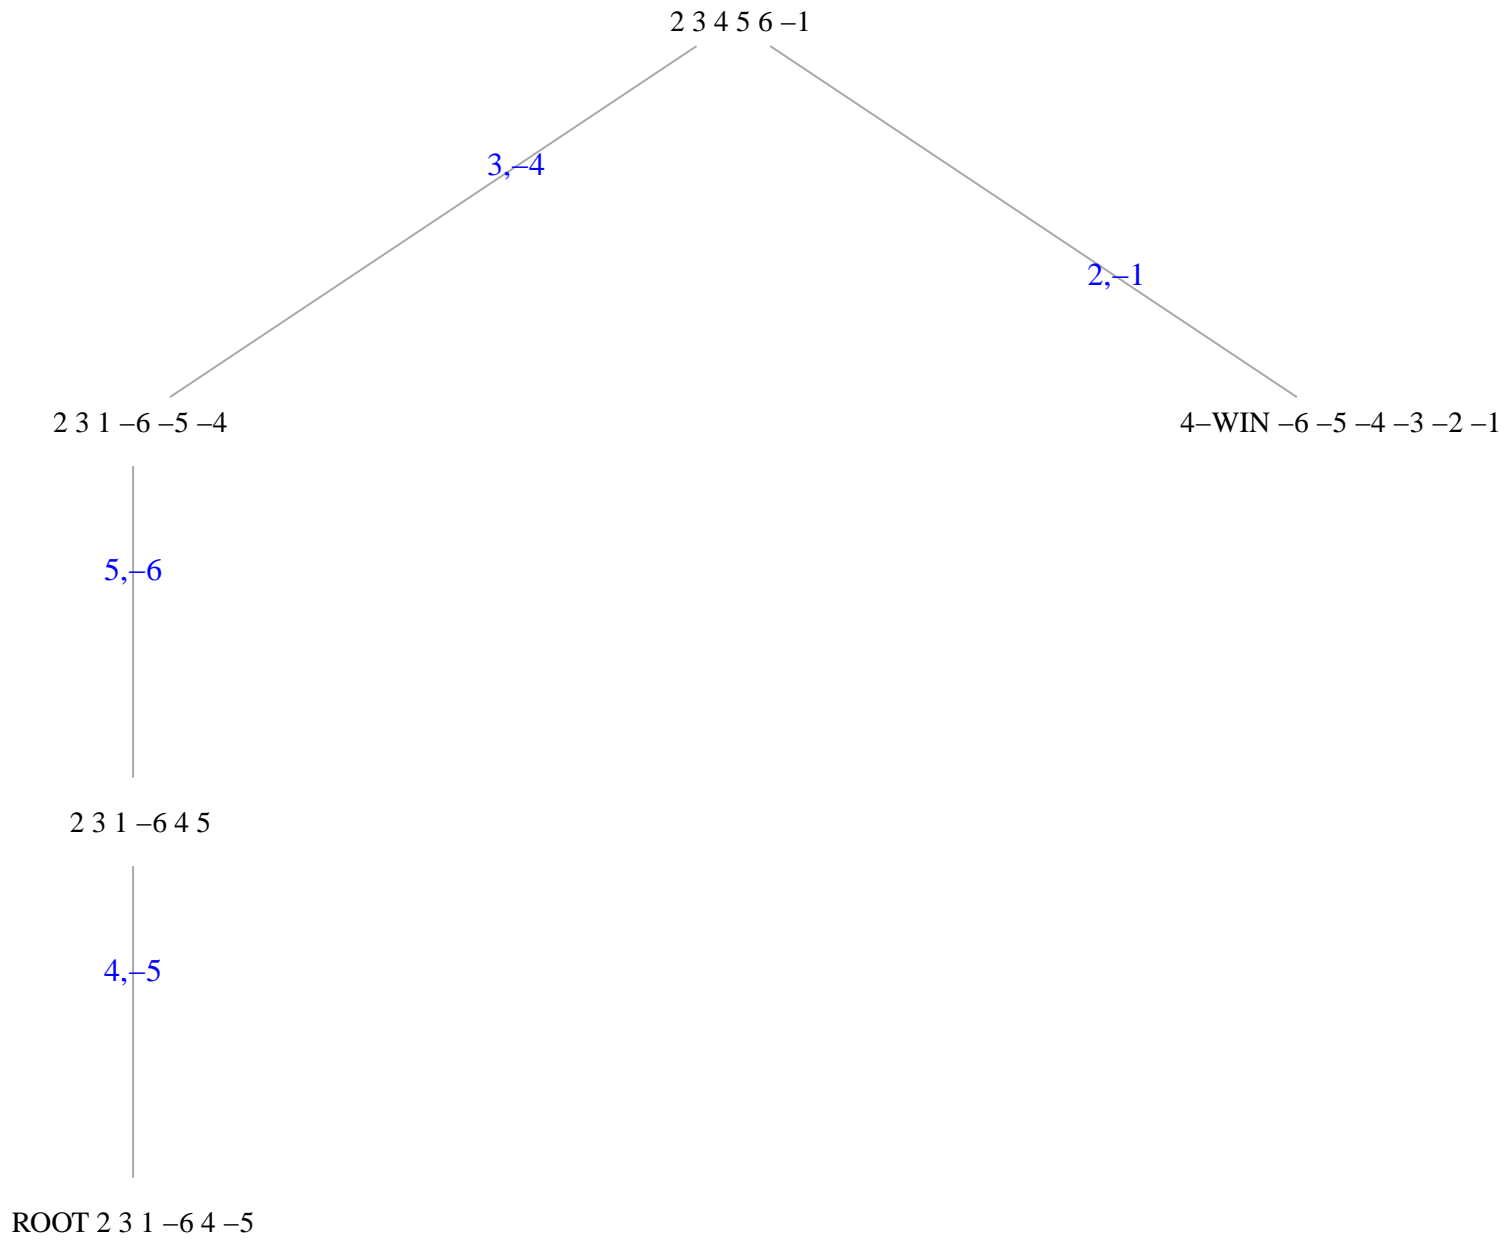 2 3 4 5 6 –1
3,–4
2,–1
2 3 1 –6 –5 –4
4–WIN –6 –5 –4 –3 –2 –1
5,–6
2 3 1 –6 4 5
4,–5
ROOT 2 3 1 –6 4 –5